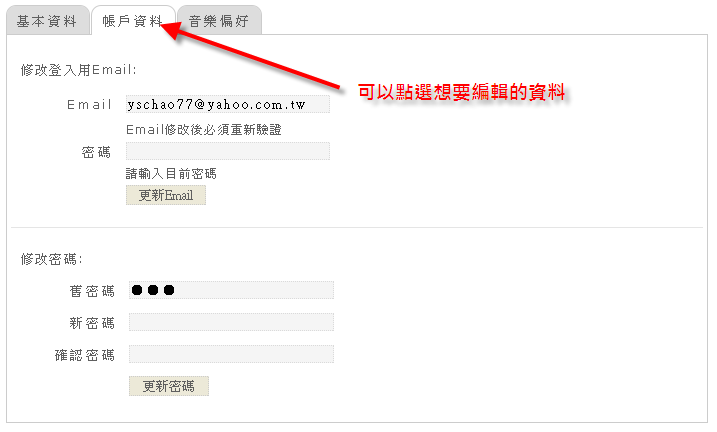 基本資料 帳戶資料 音樂偏好
可以點選想要編輯的資料
修改登入用Email:
Email yschao77@yahoo.com.tw
Email修改後必須重新驗證
密碼
請輸入目前密碼
更新Email
修改密碼:
舊密碼 ●●●
新密碼
確認密碼
更新密碼